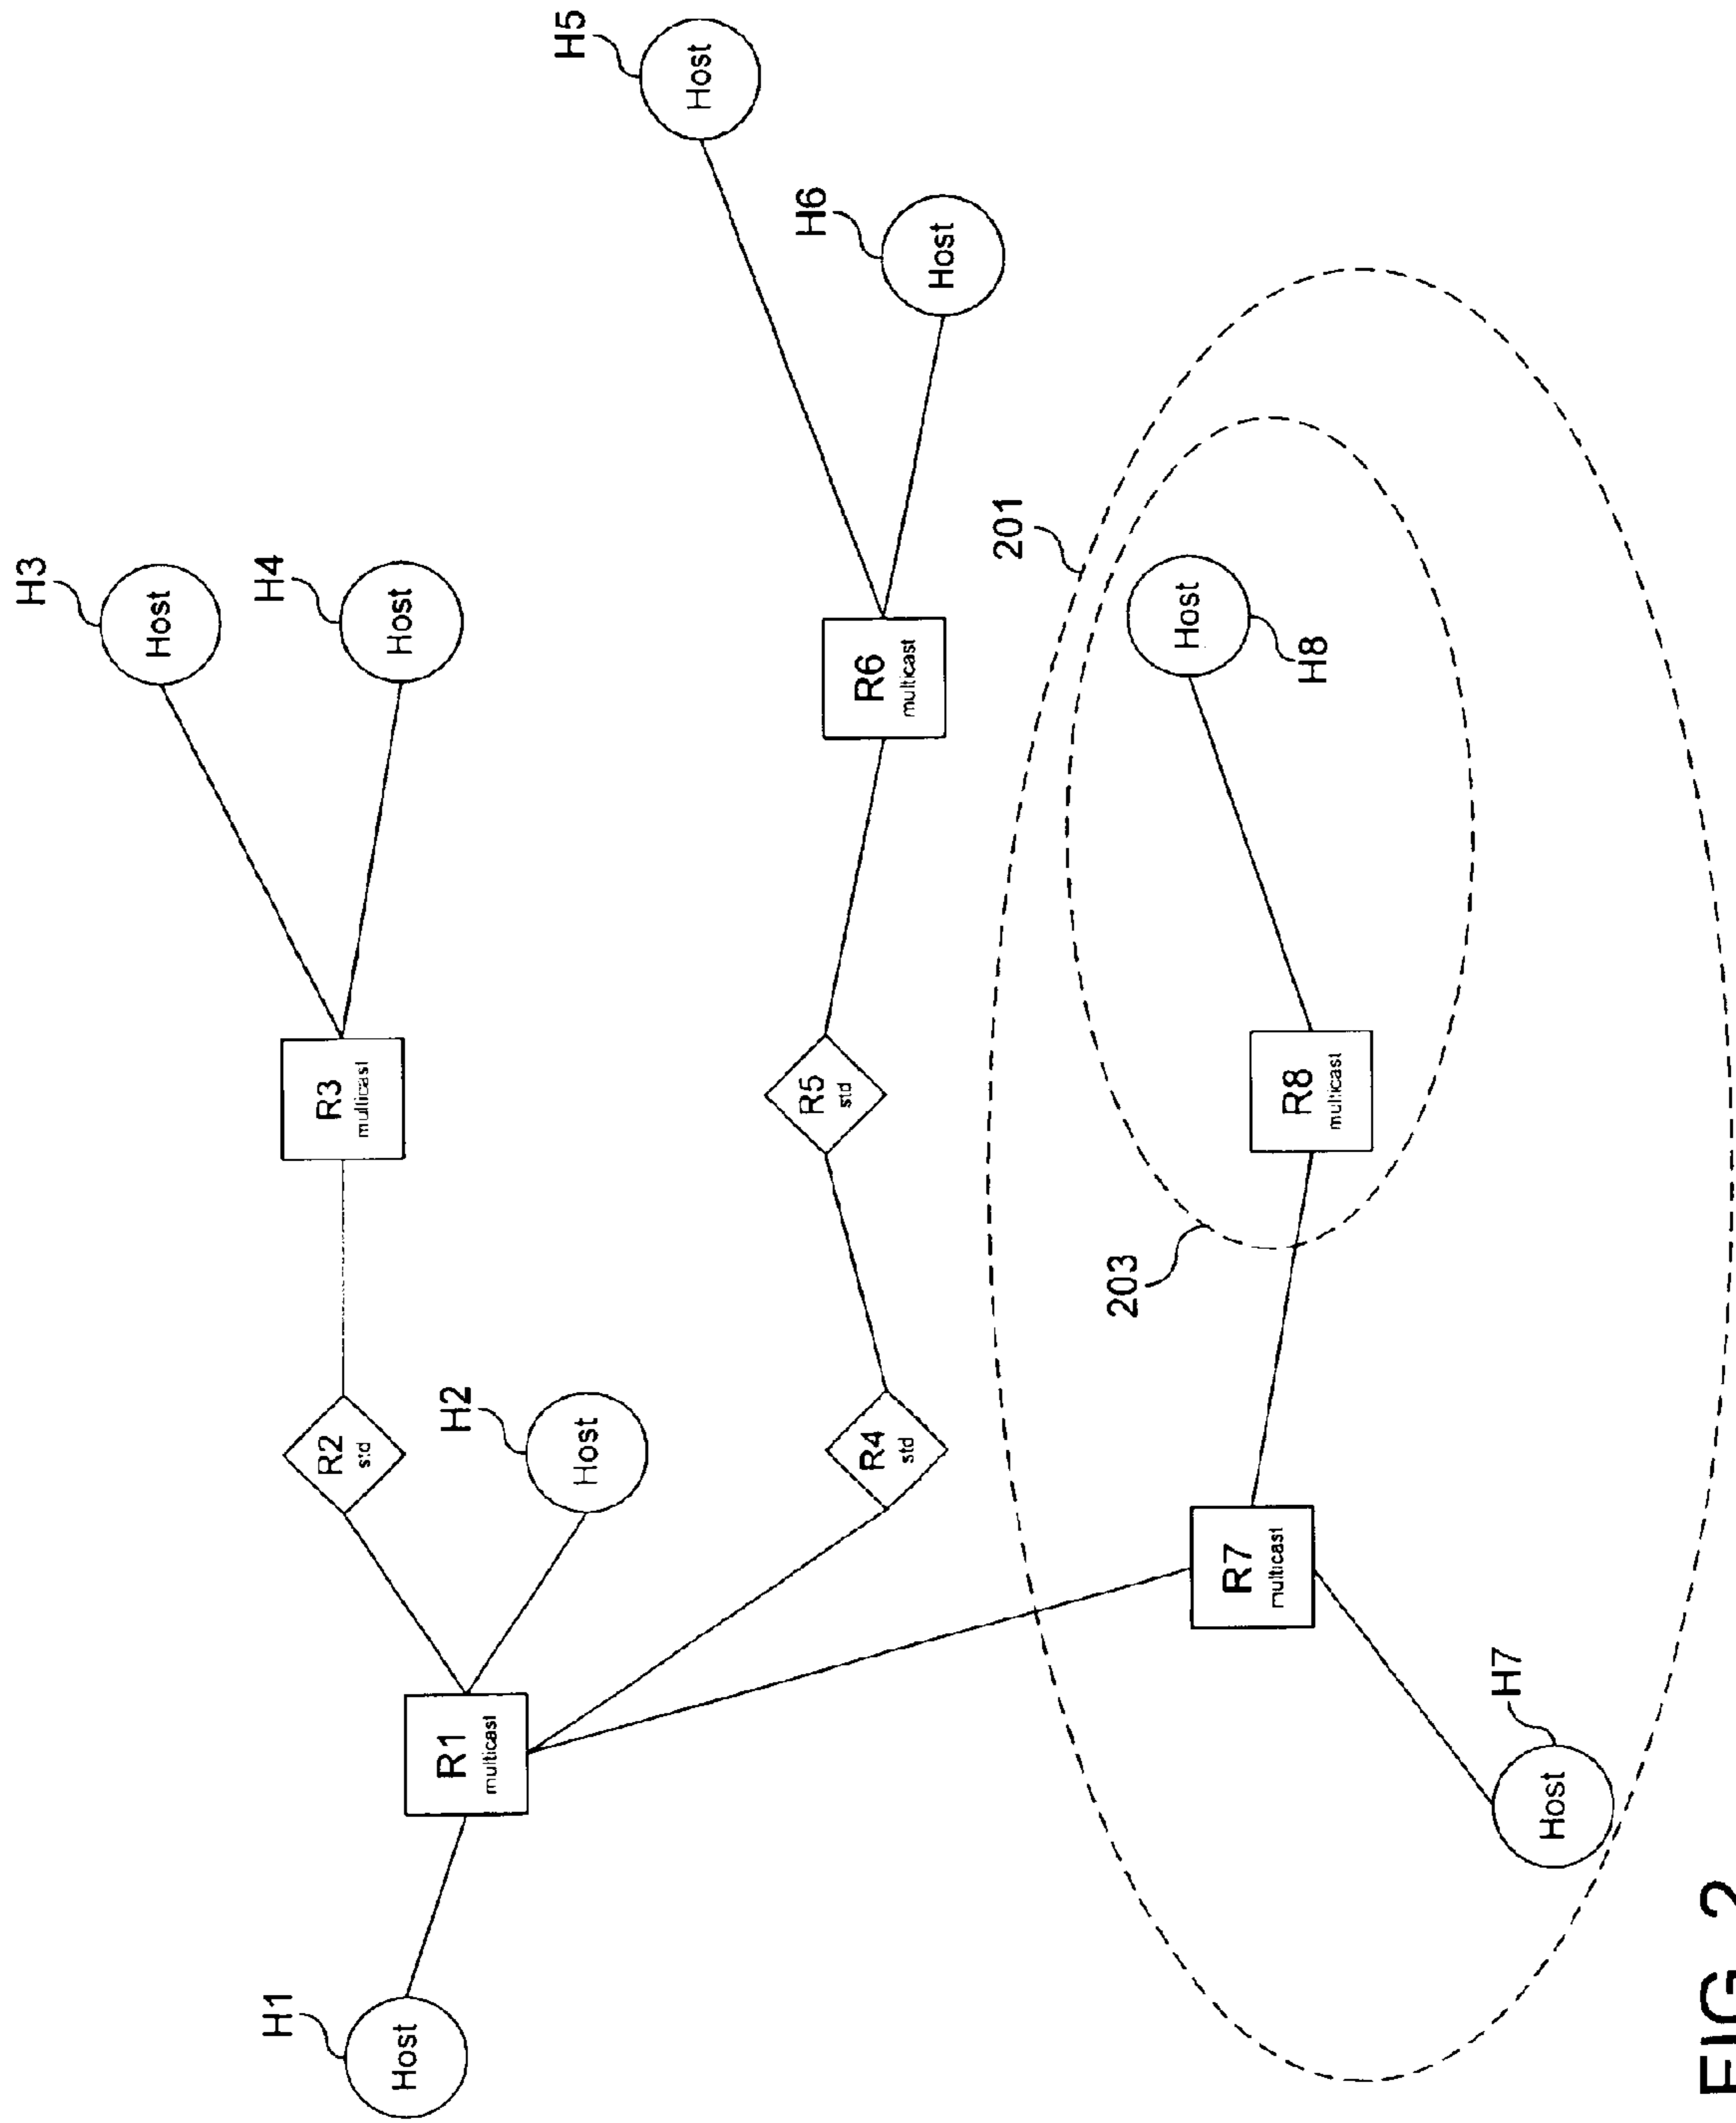 H3
Host
H4
Host
H5
Host
R3
multicast
R2
std
H2
Host
H6
Host
H1
Host
R1
multicast
R5
std
R6
multicast
R4
std
201
203
Host
H8
R8
multicast
R7
multicast
H7
Host
FIG. 2